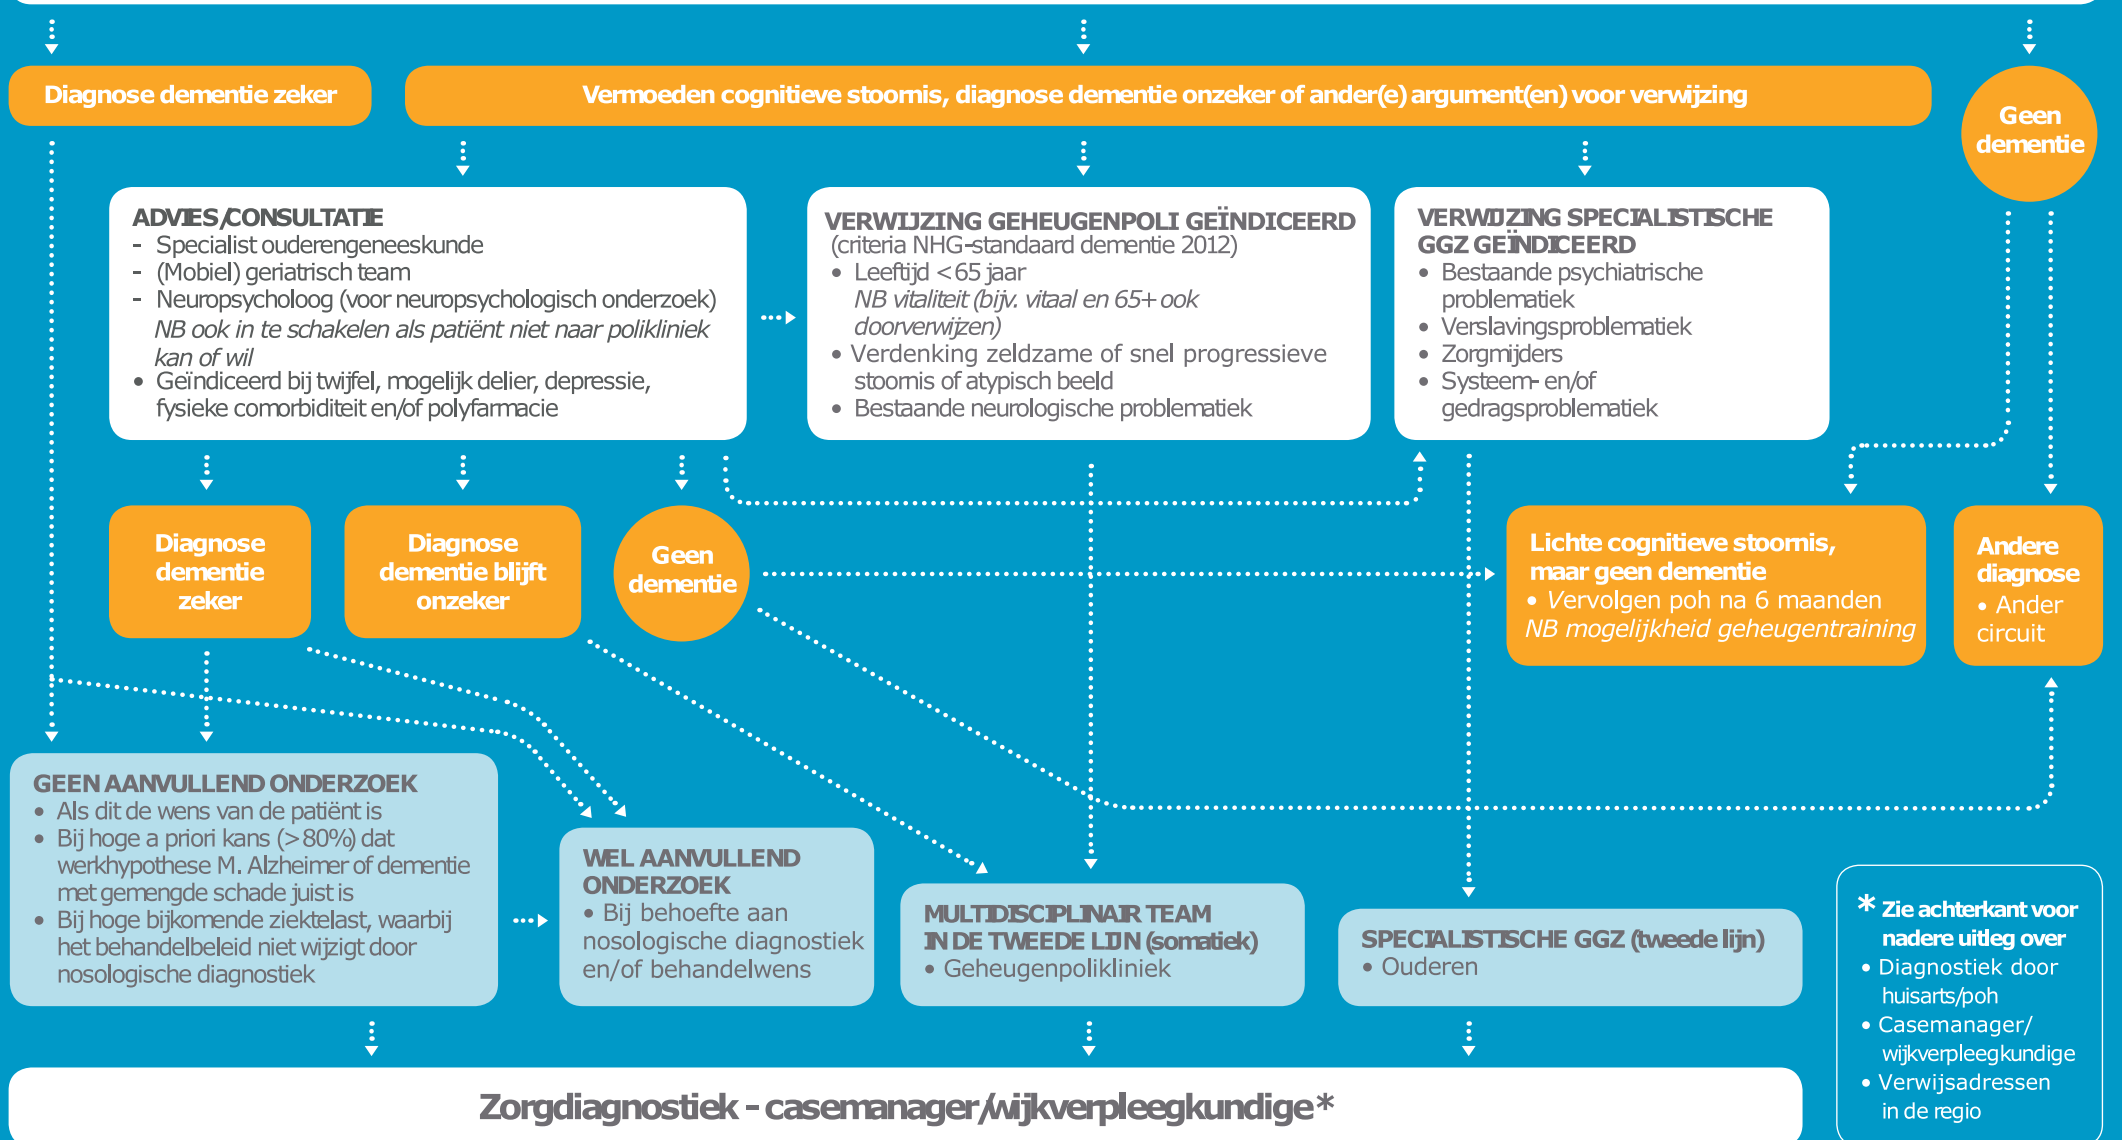 Diagnose dementie zeker
Vermoeden cognitieve stoornis, diagnose dementie onzeker of ander(e) argument(en) voor verwijzing
Geen
dementie
ADVIES/CONSULTATIE
- Specialist ouderengeneeskunde
- (Mobiel) geriatrisch team
- Neuropsycholoog (voor neuropsychologisch onderzoek)
NB ook in te schakelen als patiënt niet naar polikliniek
kan of wil
• Geïndiceerd bij twijfel, mogelijk delier, depressie,
fysieke comorbiditeit en/of polyfarmacie
VERWIJZING GEHEUGENPOLI GEÏNDICEERD
(criteria NHG-standaard dementie 2012)
• Leeftijd <65 jaar
NB vitaliteit (bijv. vitaal en 65+ ook
doorverwijzen)
• Verdenking zeldzame of snel progressieve
stoornis of atypisch beeld
• Bestaande neurologische problematiek
VERWIJZING SPECIALISTISCHE
GGZ GEÏNDICEERD
• Bestaande psychiatrische
problematiek
• Verslavingsproblematiek
• Zorgmijders
• Systeem- en/of
gedragsproblematiek
Diagnose
dementie
zeker
Diagnose
dementie blijft
onzeker
Geen
dementie
Lichte cognitieve stoornis,
maar geen dementie
• Vervolgen poh na 6 maanden
NB mogelijkheid geheugentraining
Andere
diagnose
• Ander
circuit
GEEN AANVULLEND ONDERZOEK
• Als dit de wens van de patiënt is
• Bij hoge a priori kans (>80%) dat
werkhypothese M. Alzheimer of dementie
met gemengde schade juist is
• Bij hoge bijkomende ziektelast, waarbij
het behandelbeleid niet wijzigt door
nosologische diagnostiek
WEL AANVULLEND
ONDERZOEK
• Bij behoefte aan
nosologische diagnostiek
en/of behandelwens
MULTIDISCIPLINAIR TEAM
IN DE TWEEDE LIJN (somatiek)
• Geheugenpolikliniek
SPECIALISTISCHE GGZ (tweede lijn)
• Ouderen
* Zie achterkant voor
nadere uitleg over
• Diagnostiek door
huisarts/poh
• Casemanager/
wijkverpleegkundige
• Verwijsadressen
in de regio
Zorgdiagnostiek - casemanager/wijkverpleegkundige*